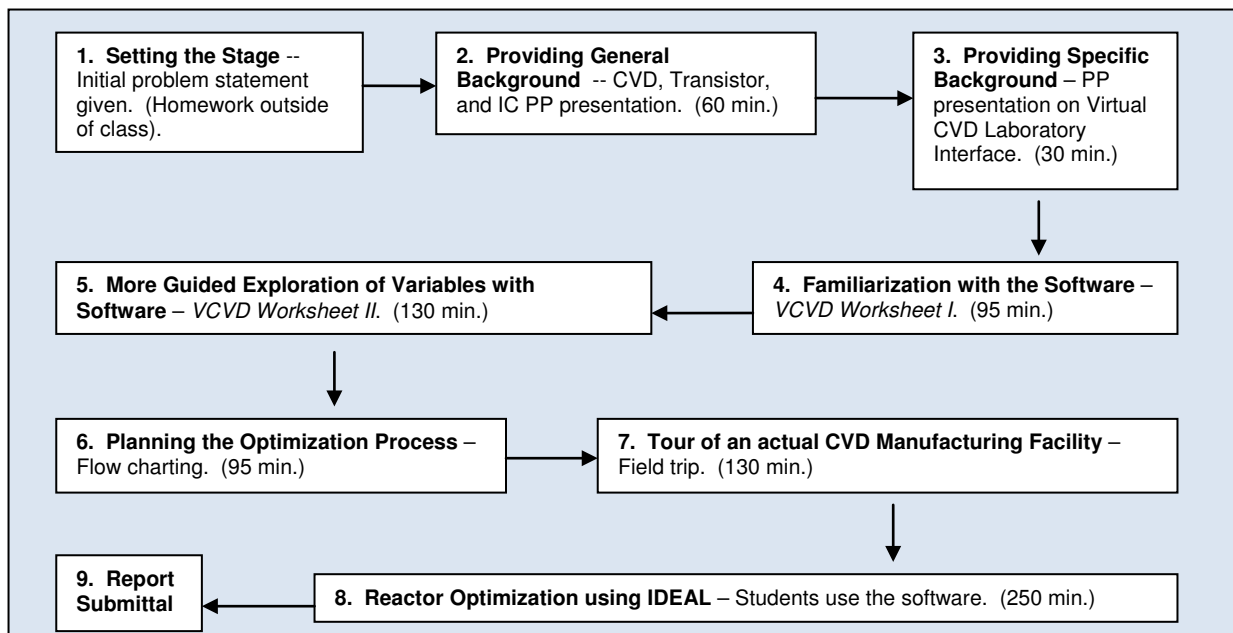 1. Setting the Stage --
Initial problem statement
given. (Homework outside
of class).
2. Providing General
Background -- CVD, Transistor,
and IC PP presentation. (60 min.)
3. Providing Specific
Background – PP
presentation on Virtual
CVD Laboratory
Interface. (30 min.)
4. Familiarization with the Software –
VCVD Worksheet I. (95 min.)
5. More Guided Exploration of Variables with
Software – VCVD Worksheet II. (130 min.)
6. Planning the Optimization Process –
Flow charting. (95 min.)
7. Tour of an actual CVD Manufacturing Facility –
Field trip. (130 min.)
8. Reactor Optimization using IDEAL – Students use the software. (250 min.)
9. Report
Submittal